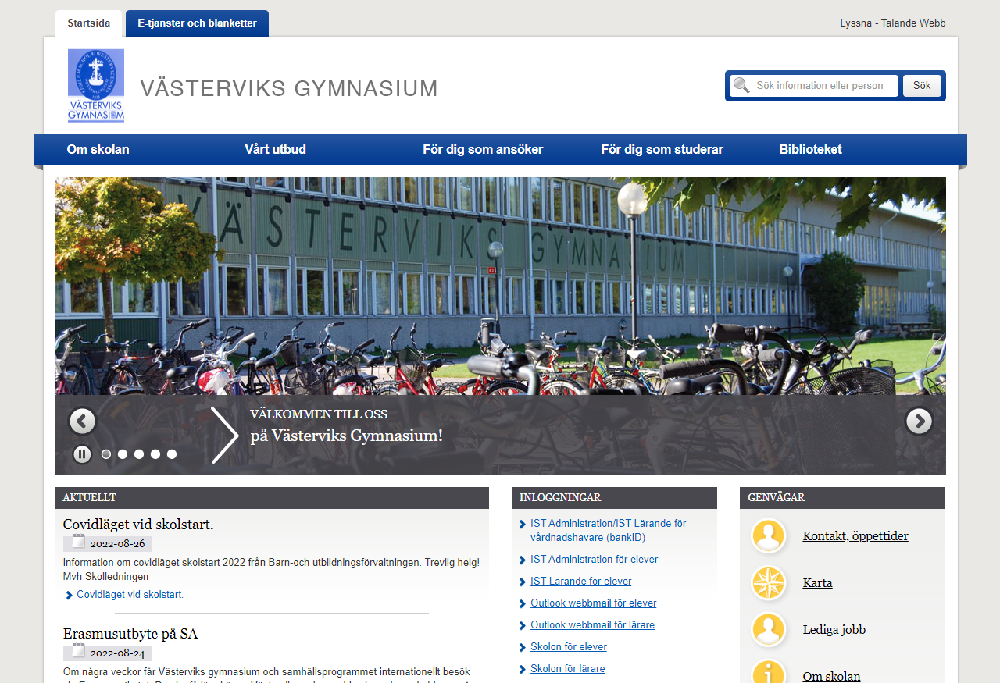 Startsida
E-tjänster och blanketter
Lyssna - Talande Webb
VÄSTERVIKS
GYMNASIUM
VÄSTERVIKS GYMNASIUM
Sök information eller person
Sök
Om skolan
Vårt utbud
För dig som ansöker
För dig som studerar
Biblioteket
VÄSTERVIKS GYMNASIUM
VÄLKOMMEN TILL OSS
på Västerviks Gymnasium!
AKTUELLT
Covidläget vid skolstart.
2022-08-26
Information om covidläget skolstart 2022 från Barn-och utbildningsförvaltningen. Trevlig helg!
Mvh Skolledningen
Covidläget vid skolstart.
Erasmusutbyte på SA
2022-08-24
Om några veckor får Västerviks gymnasium och samhällsprogrammet internationellt besök
INLOGGNINGAR
IST Administration/IST Lärande för
vårdnadshavare (bankID)
IST Administration för elever
IST Lärande för elever
Outlook webbmail för elever
Outlook webbmail för lärare
Skolon för elever
Skolon för lärare
GENVÄGAR
Kontakt, öppettider
Karta
Lediga jobb
Om skolan